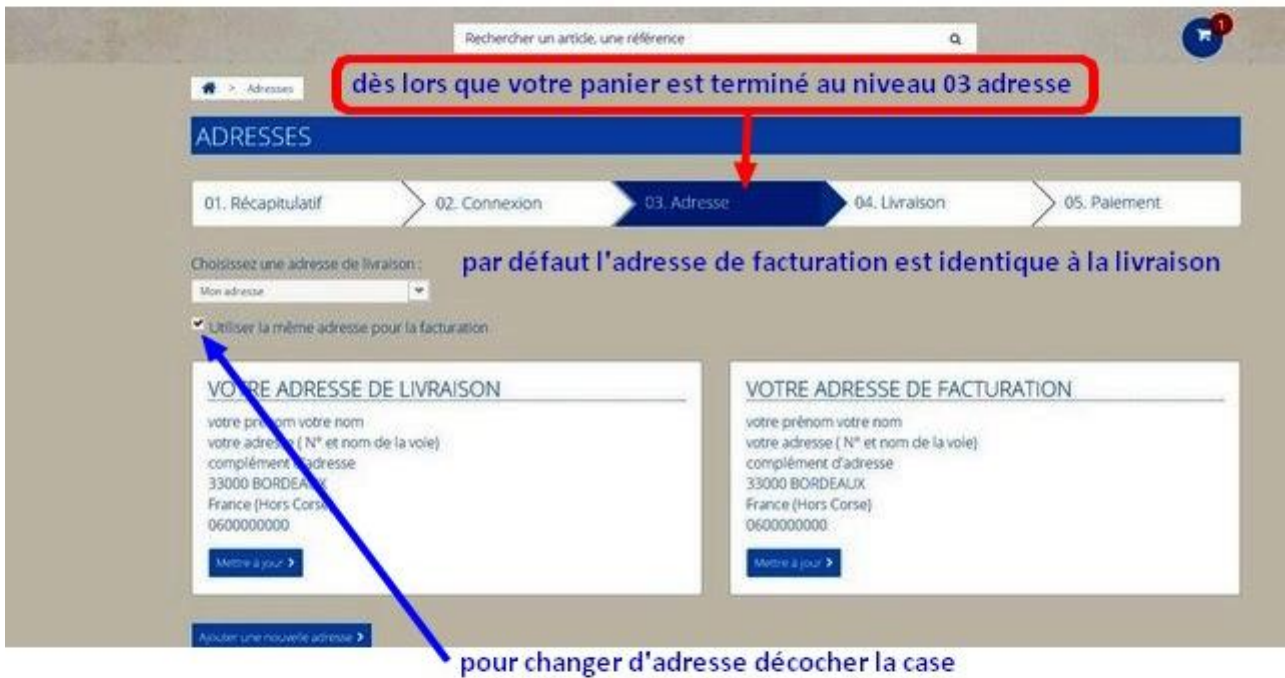 Rechercher un article, une référence
1
> Adresses
dès lors que votre panier est terminé au niveau 03 adresse
ADRESSES
01. Récapitulatif
02. Connexion
03. Adresse
04. Livraison
05. Paiement
Choisissez une adresse de livraison :
par défaut l'adresse de facturation est identique à la livraison
Mon adresse
Utiliser la même adresse pour la facturation
VOTRE ADRESSE DE LIVRAISON
votre prénom votre nom
votre adresse ( N° et nom de la voie)
complément d'adresse
33000 BORDEAUX
France (Hors Corse)
0600000000
Mettre à jour >
VOTRE ADRESSE DE FACTURATION
votre prénom votre nom
votre adresse ( N° et nom de la voie)
complément d'adresse
33000 BORDEAUX
France (Hors Corse)
0600000000
Mettre à jour >
Ajouter une nouvelle adresse >
pour changer d'adresse décocher la case